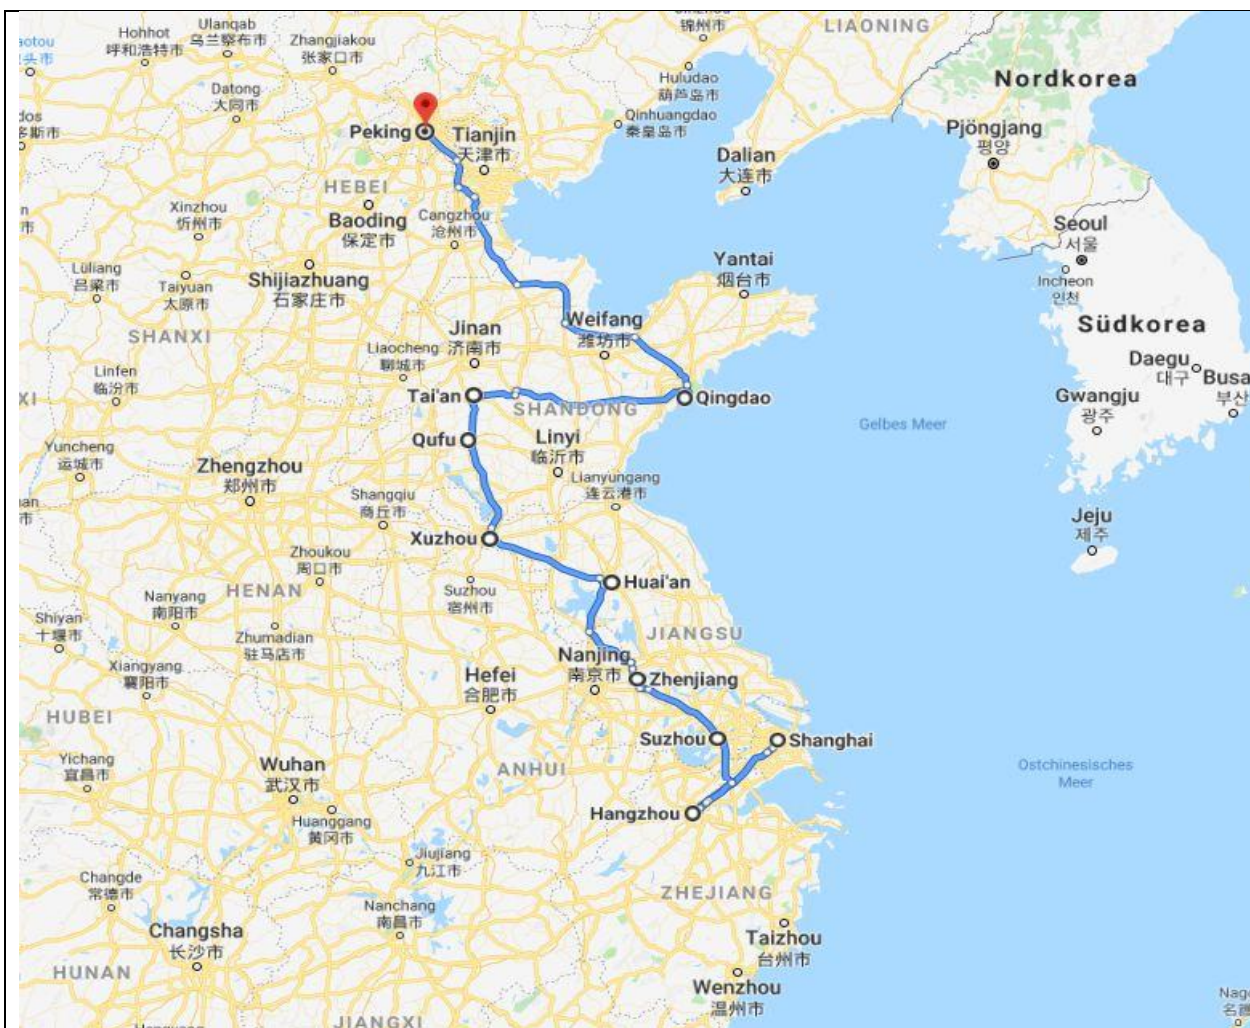 Hohhot
呼和浩特市
Ulanqab
乌兰察布市
Zhangjiakou
张家口市
锦州市
LIAONING
Datong
大同市
Huludao
葫芦岛市
Nordkorea
Qinhuangdao
秦皇岛市
Peking
Tianjin
天津市
Dalian
大连市
Pjöngjang
평양
HEBEI
Baoding
保定市
Cangzhou
沧州市
Xinzhou
忻州市
Seoul
서울
Incheon
인천
Lüliang
吕梁市
Taiyuan
太原市
Shijiazhuang
石家庄市
Yantai
烟台市
SHANXI
Jinan
济南市
Weifang
潍坊市
Südkorea
Liaocheng
聊城市
Daegu
대구
Busa
부산
Linfen
临汾市
XI
Tai'an
SHANDONG
Qingdao
Gwangju
광주
Gelbes Meer
Qufu
Linyi
临沂市
Yuncheng
运城市
Zhengzhou
郑州市
Lianyungang
连云港市
Shangqiu
商丘市
Jeju
제주
Xuzhou
Zhoukou
周口市
Huai'an
HENAN
Suzhou
宿州市
Nanyang
南阳市
Shiyan
十堰市
Zhumadian
驻马店市
JIANGSU
Xiangyang
襄阳市
Nanjing
南京市
Hefei
合肥市
Zhenjiang
HUBEI
Suzhou
Shanghai
Yichang
宜昌市
Wuhan
武汉市
ANHUI
Ostchinesisches
Meer
Hangzhou
Huanggang
黄冈市
Jiujiang
九江市
Changde
常德市
ZHEJIANG
Nanchang
南昌市
Changsha
长沙市
Taizhou
台州市
HUNAN
Wenzhou
温州市
JIANGXI